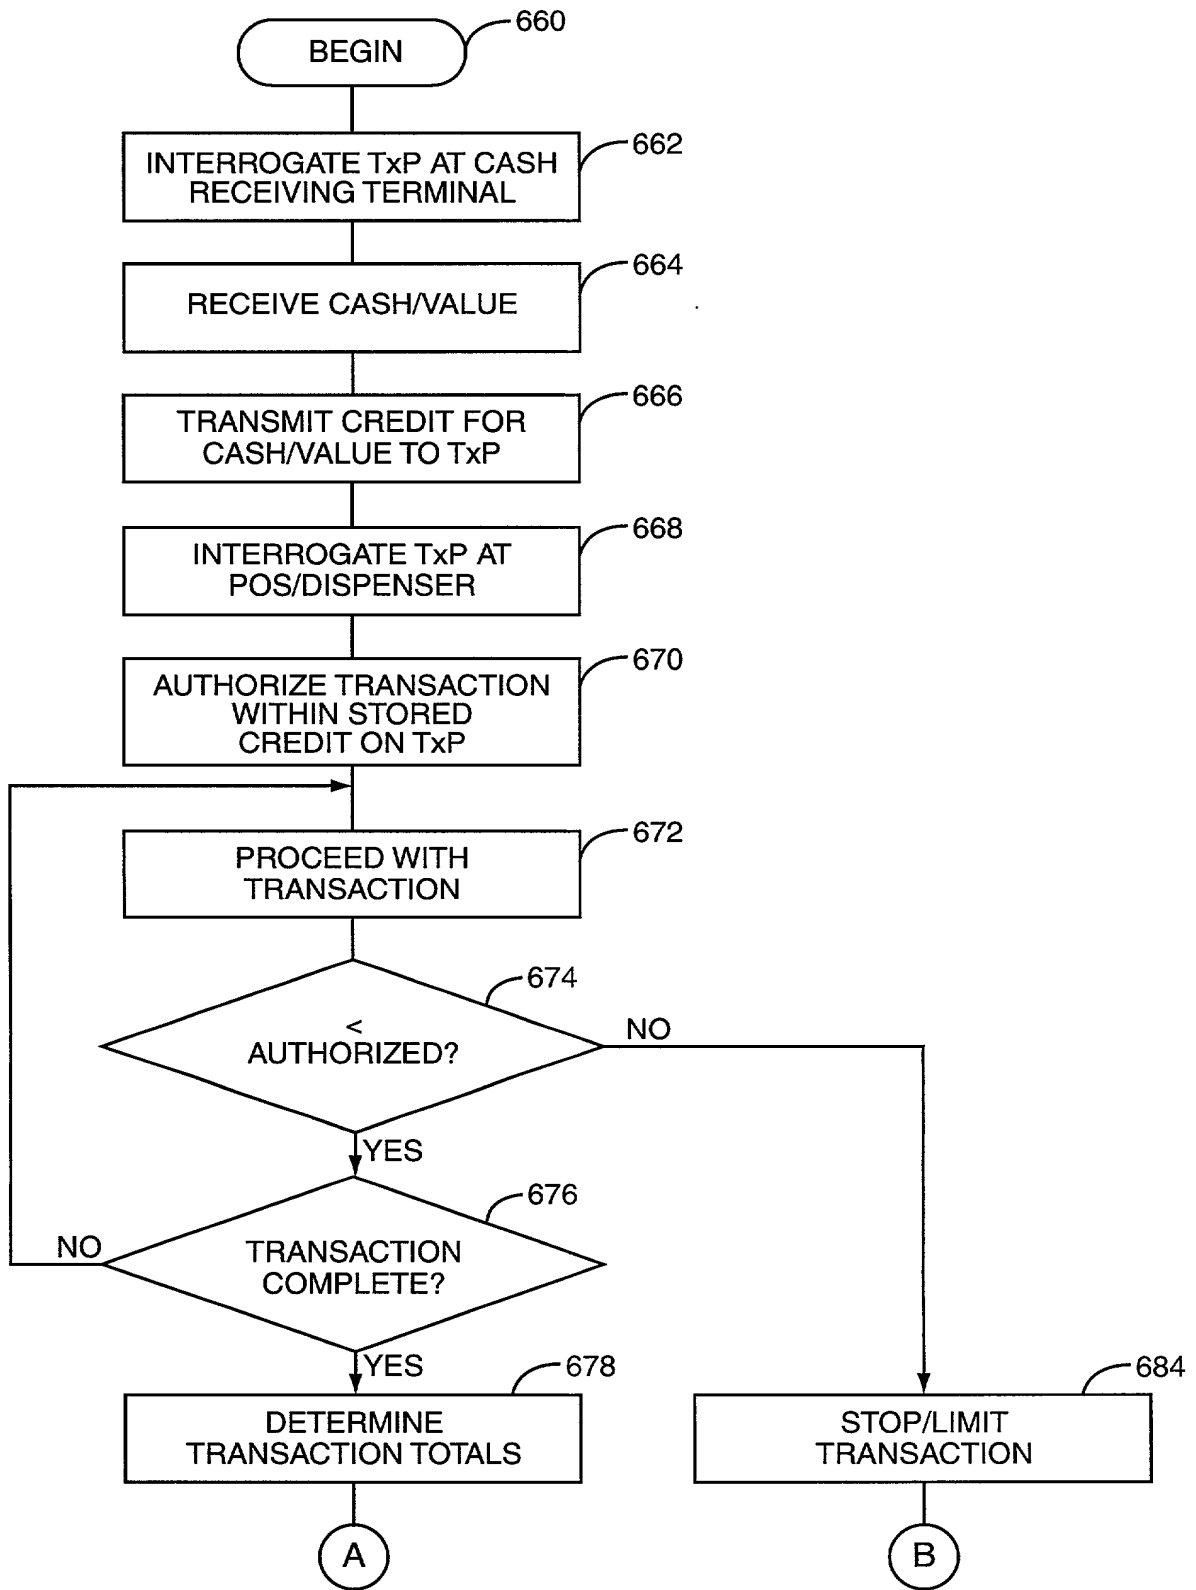 BEGIN
660
INTERROGATE TxP AT CASH
RECEIVING TERMINAL
662
RECEIVE CASH/VALUE
664
TRANSMIT CREDIT FOR
CASH/VALUE TO TxP
666
INTERROGATE TxP AT
POS/DISPENSER
668
AUTHORIZE TRANSACTION
WITHIN STORED
CREDIT ON TxP
670
PROCEED WITH
TRANSACTION
672
<
AUTHORIZED?
674
NO
YES
TRANSACTION
COMPLETE?
676
NO
YES
DETERMINE
TRANSACTION TOTALS
678
STOP/LIMIT
TRANSACTION
684
A
B